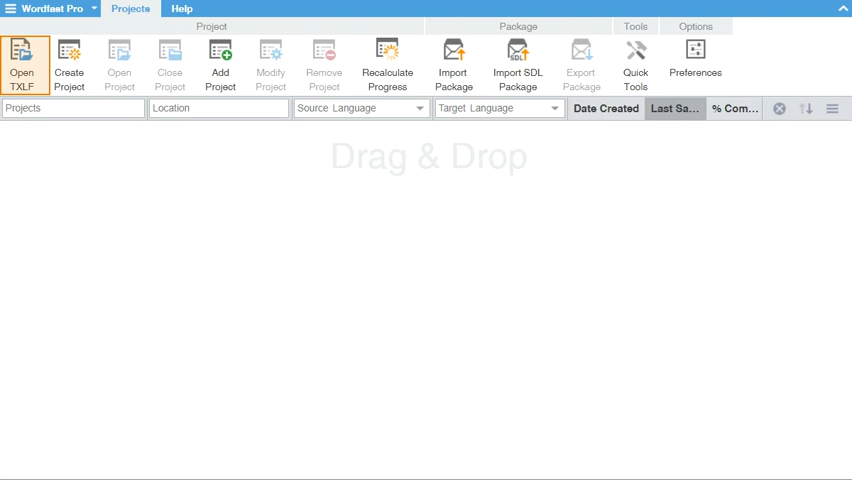 Wordfast Pro Projects Help
Project Package Tools Options
Open TXLF
Create Project
Open Project
Close Project
Add Project
Modify Project
Remove Project
Recalculate Progress
Import Package
Import SDL Package
Export Package
Quick Tools
Preferences
Projects Location Source Language Target Language Date Created Last Sa... % Com...
Drag & Drop